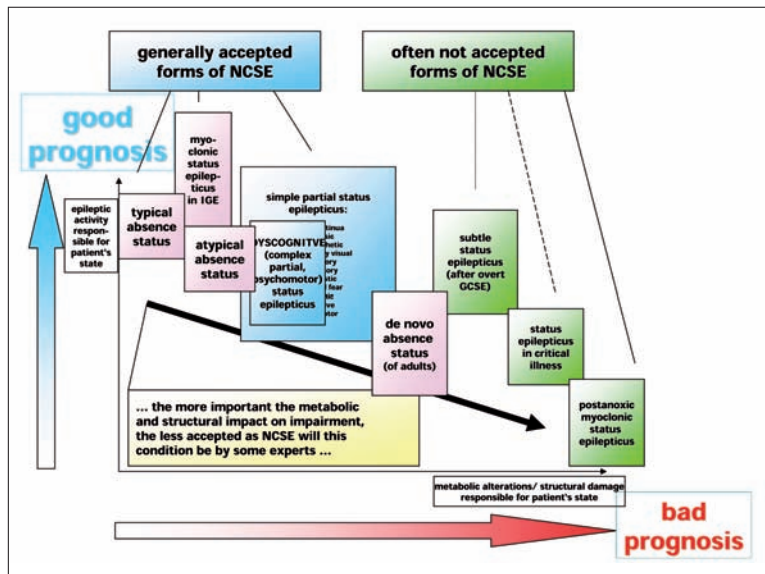 generally accepted
forms of NCSE
often not accepted
forms of NCSE
good
prognosis
myo-
clonic
status
epilep-
ticus
in IGE
epileptic
activity
respon-
sible for
patient's
state
typical
absence
status
atypical
absence
status
simple partial status
epilepticus:
DYSCOGNITVE
(complex
partial,
psychomotor)
status
epilepticus
visual
fear
subtle
status
epilepticus
(after overt
GCSE)
de novo
absence
status
(of adults)
status
epilepticus
in critical
illness
postanoxic
myoclonic
status
epilepticus
... the more important the metabolic
and structural impact on impairment,
the less accepted as NCSE will this
condition be by some experts ...
metabolic alterations/ structural damage
responsible for patient's state
bad
prognosis